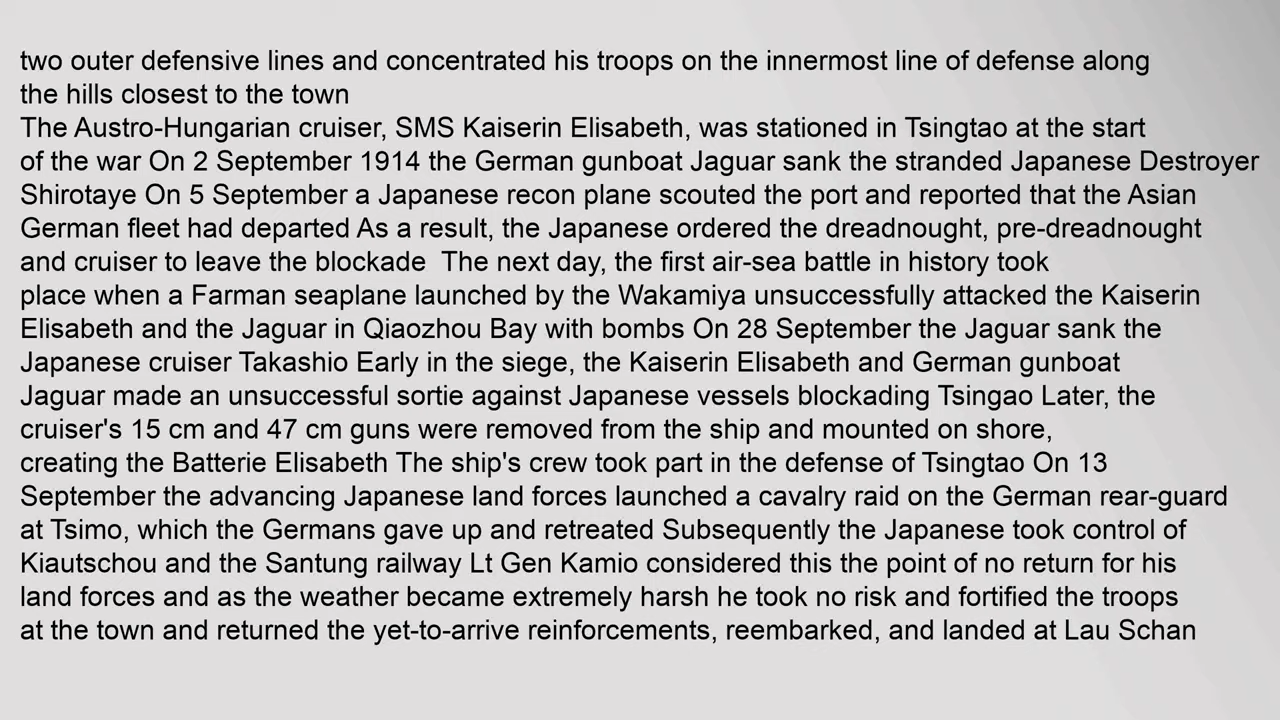 two outer defensive lines and concentrated his troops on the innermost line of defense along
the hills closest to the town
The Austro-Hungarian cruiser, SMS Kaiserin Elisabeth, was stationed in Tsingtao at the start
of the war On 2 September 1914 the German gunboat Jaguar sank the stranded Japanese Destroyer
Shirotaye On 5 September a Japanese recon plane scouted the port and reported that the Asian
German fleet had departed As a result, the Japanese ordered the dreadnought, pre-dreadnought
and cruiser to leave the blockade  The next day, the first air-sea battle in history took
place when a Farman seaplane launched by the Wakamiya unsuccessfully attacked the Kaiserin
Elisabeth and the Jaguar in Qiaozhou Bay with bombs On 28 September the Jaguar sank the
Japanese cruiser Takashio Early in the siege, the Kaiserin Elisabeth and German gunboat
Jaguar made an unsuccessful sortie against Japanese vessels blockading Tsingao Later, the
cruiser's 15 cm and 47 cm guns were removed from the ship and mounted on shore,
creating the Batterie Elisabeth The ship's crew took part in the defense of Tsingtao On 13
September the advancing Japanese land forces launched a cavalry raid on the German rear-guard
at Tsimo, which the Germans gave up and retreated Subsequently the Japanese took control of
Kiautschou and the Santung railway Lt Gen Kamio considered this the point of no return for his
land forces and as the weather became extremely harsh he took no risk and fortified the troops
at the town and returned the yet-to-arrive reinforcements, reembarked, and landed at Lau Schan